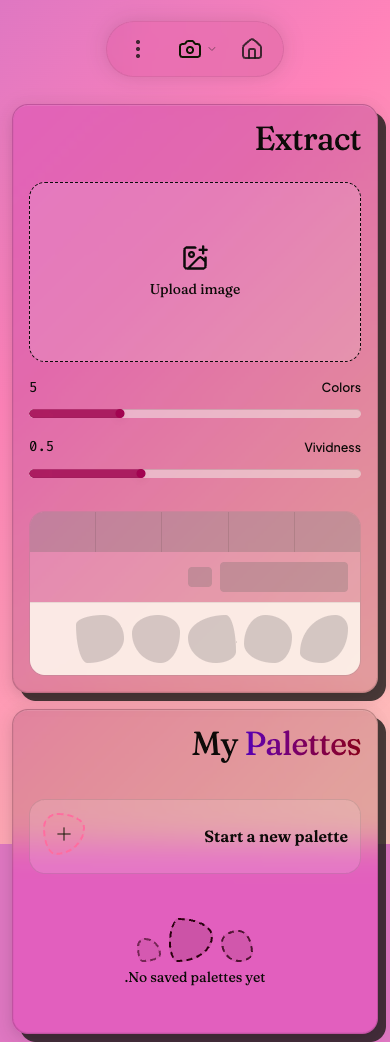 Extract
Upload image
5 Colors
0.5 Vividness
My Palettes
Start a new palette
.No saved palettes yet